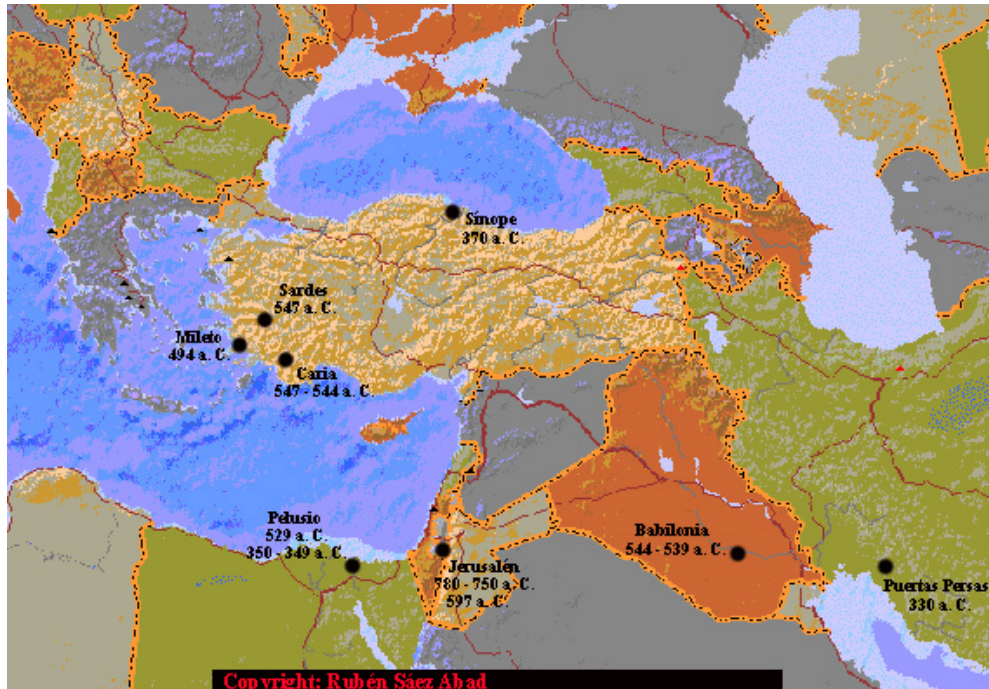 Sínope
370 a. C.
Sardes
547 a. C.
Mileto
494 a. C.
Caria
547 - 544 a. C.
Pelusio
529 a. C.
350 - 349 a. C.
Jerusalén
780 - 750 a. C.
597 a. C.
Babilonia
544 - 539 a. C.
Puertas Persas
330 a. C.
Copyright: Rubén Sáez Abad